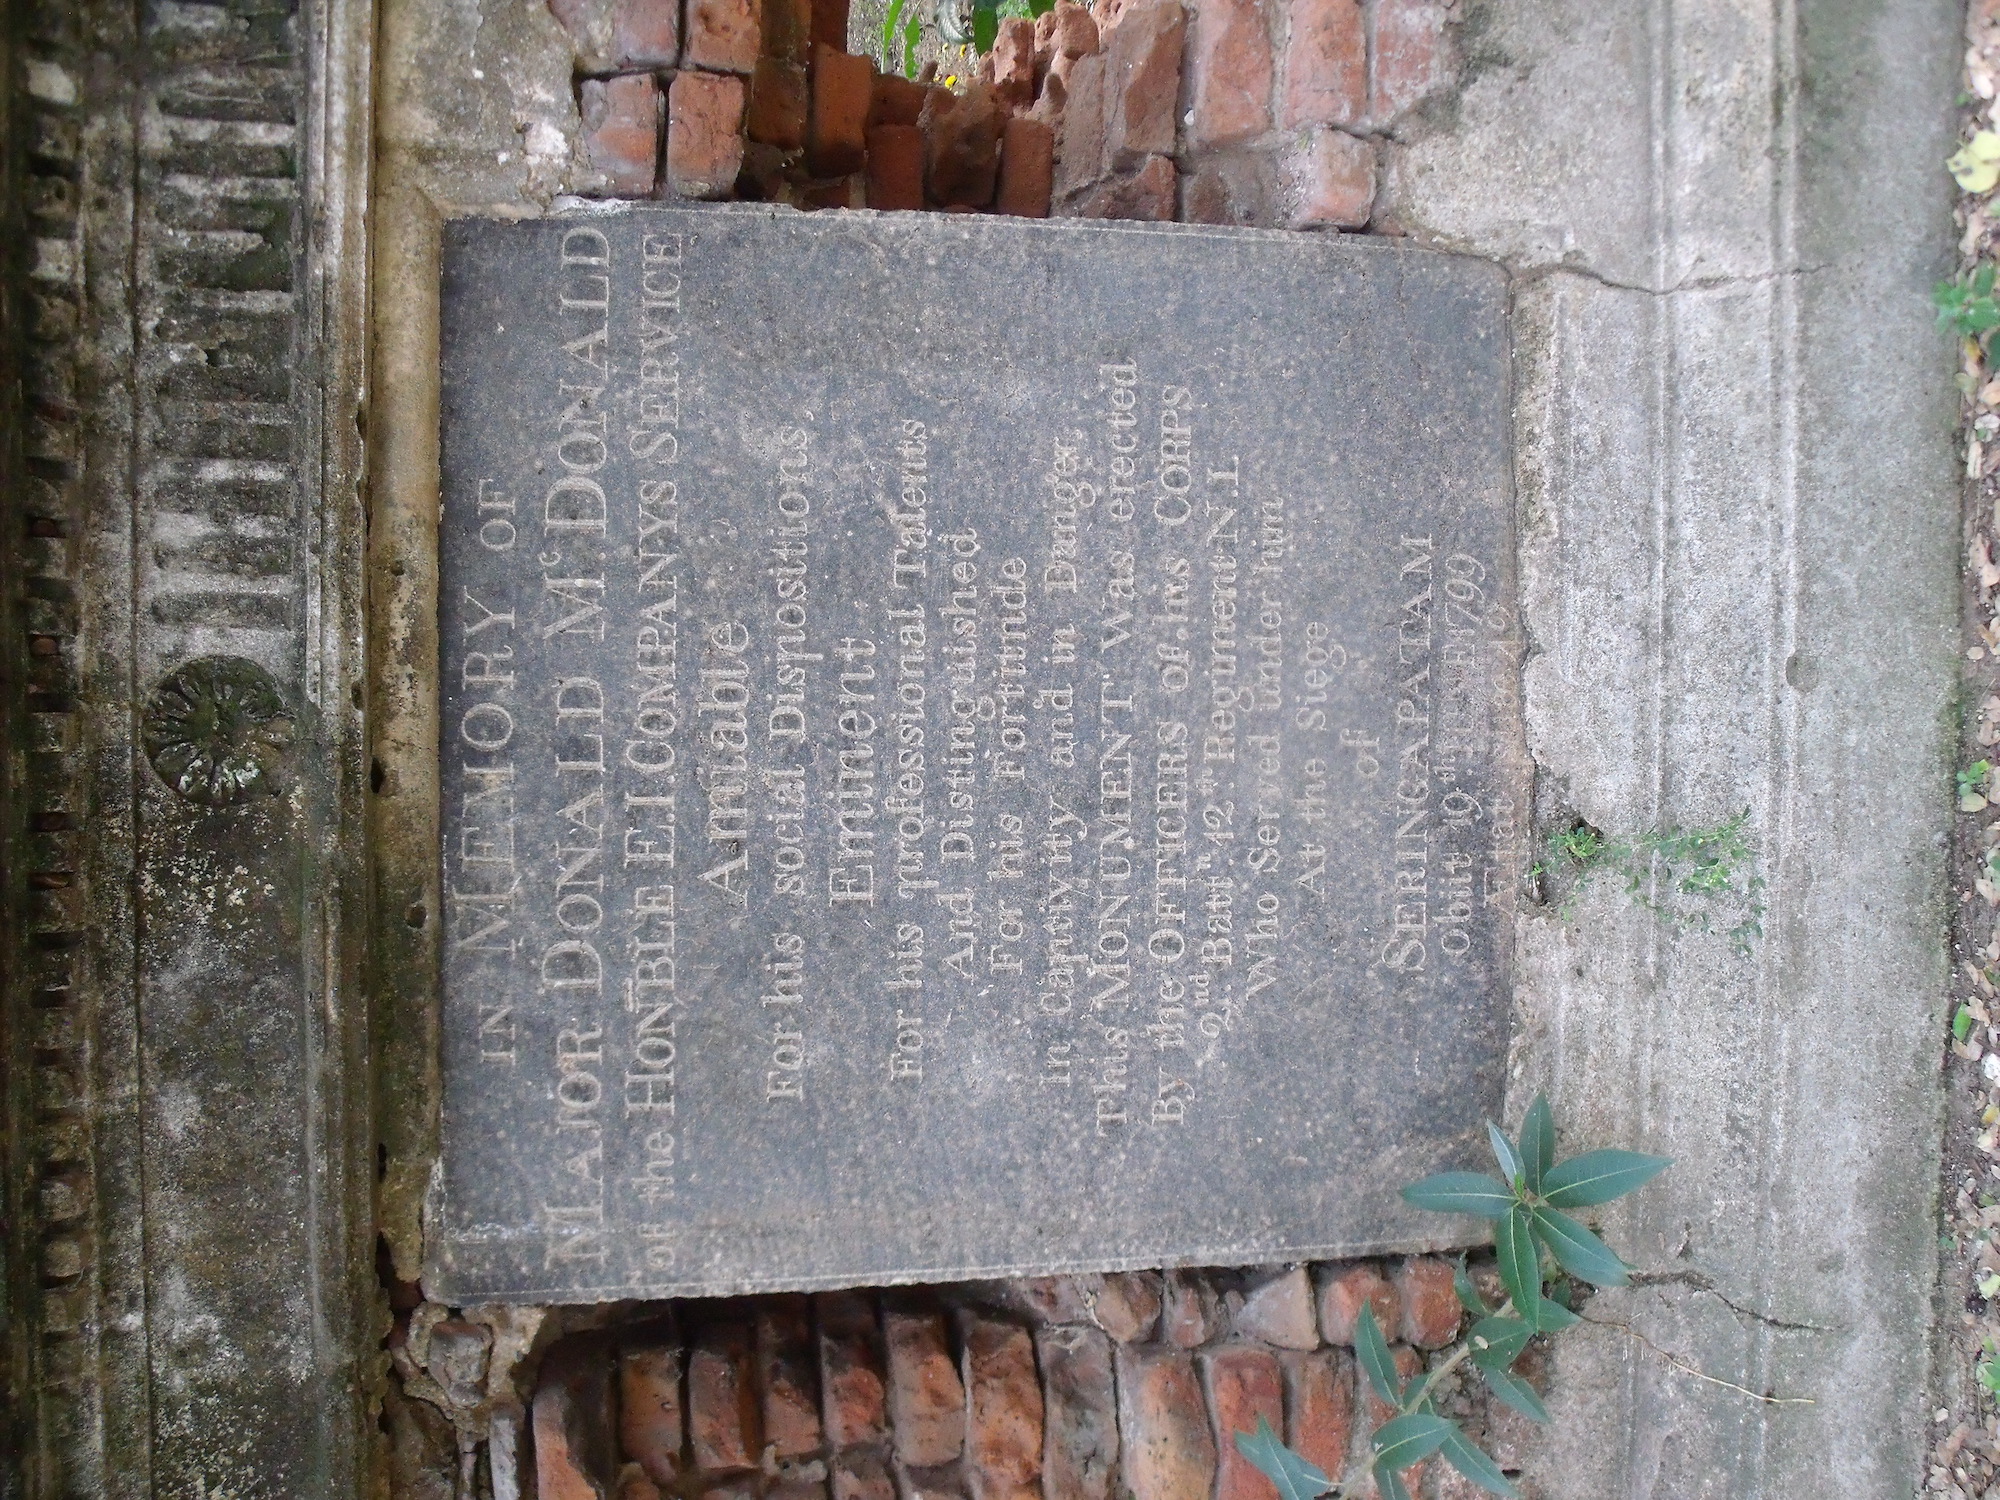 IN MEMORY OF
MAJOR DONALD Mc. DONALD
of the HONBLE E.I. COMPANYS SERVICE
Amiable
For his social Dispositions,
Eminent
For his professional Talents
And Distinguished
For his Fortitude
In Captivity and in Danger.
This MONUMENT Was erected
By the OFFICERS of his CORPS
2nd. Battn. 12th Regiment N.I.
Who Served under him
At the Siege
of
SERINGAPATAM
Obiit 19th 1799
Ætat